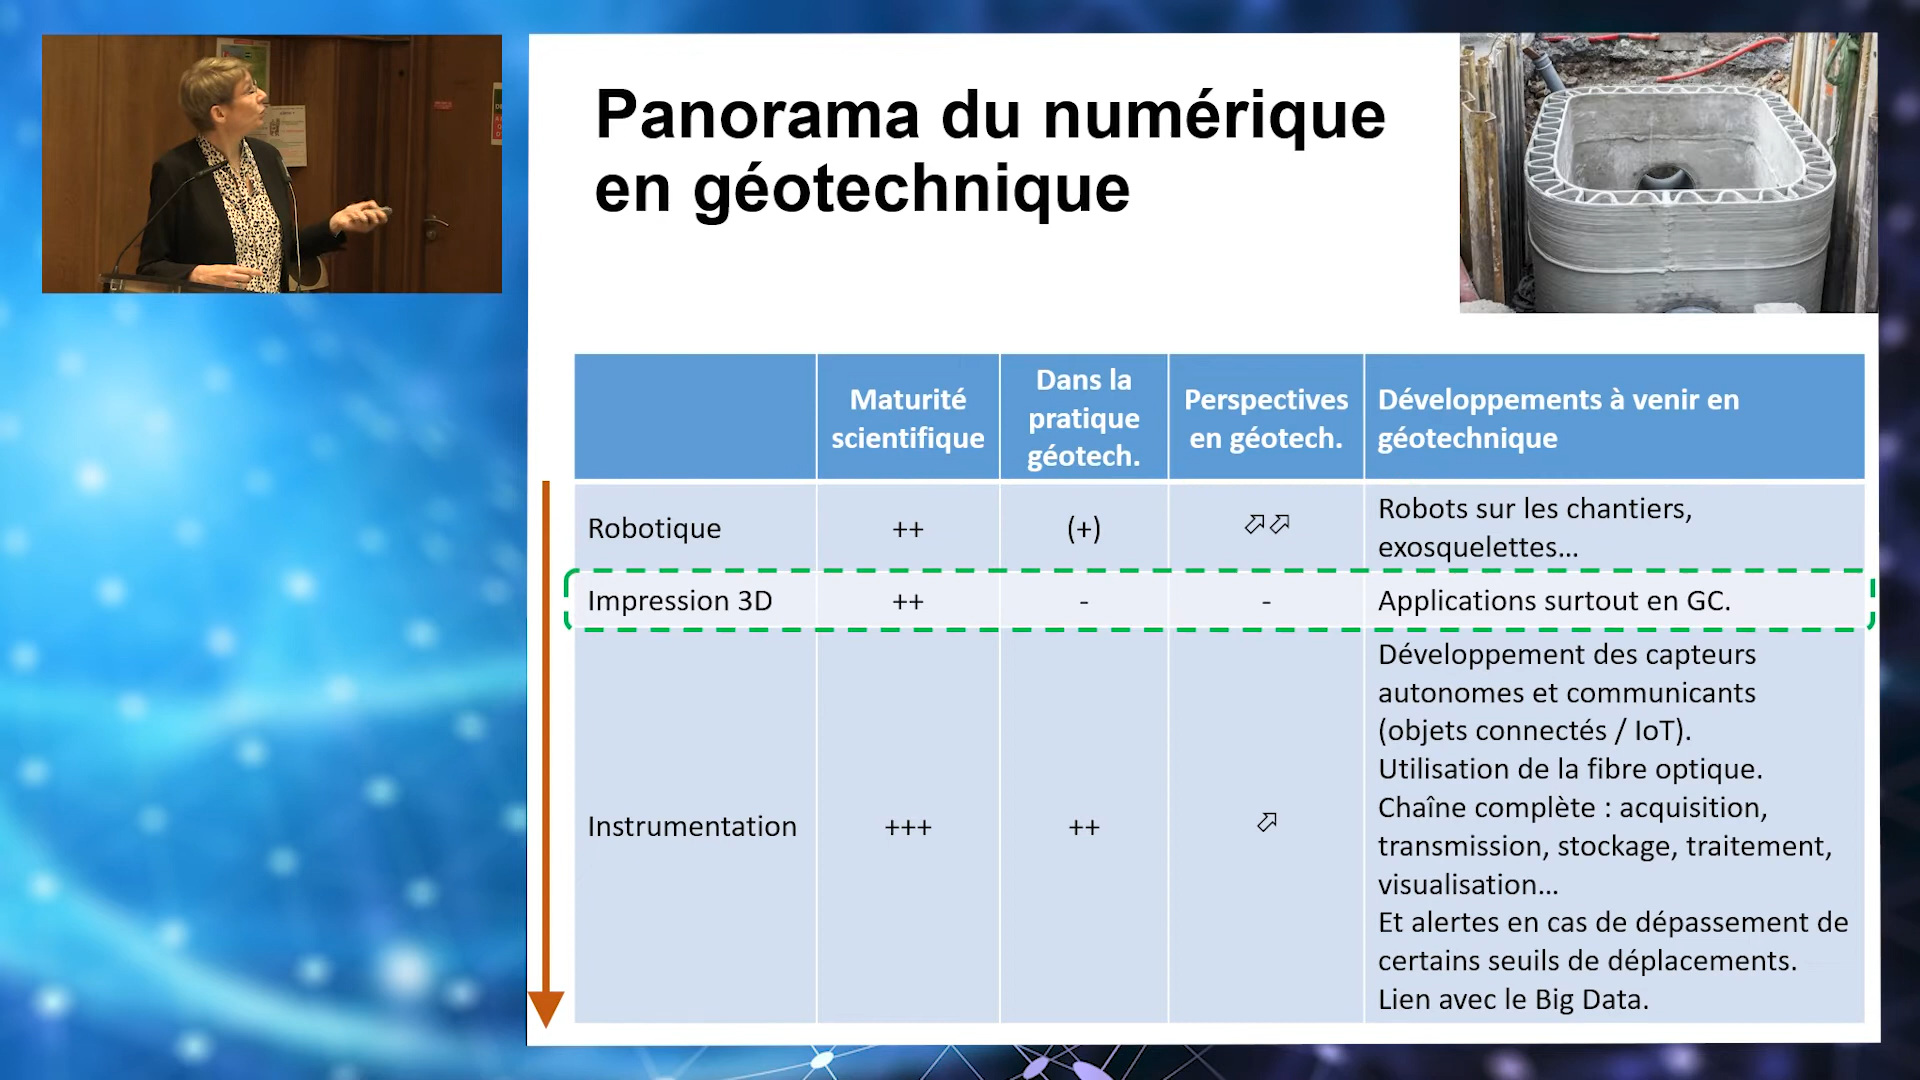 Panorama du numérique
en géotechnique
Maturité
scientifique
Dans la
pratique
géotech.
Perspectives
en géotech.
Développements à venir en
géotechnique
Robotique
++
(+)
⬀⬀
Robots sur les chantiers,
exosquelettes...
Impression 3D
++
-
-
Applications surtout en GC.
Instrumentation
+++
++
⬀
Développement des capteurs
autonomes et communicants
(objets connectés / IoT).
Utilisation de la fibre optique.
Chaîne complète : acquisition,
transmission, stockage, traitement,
visualisation...
Et alertes en cas de dépassement de
certains seuils de déplacements.
Lien avec le Big Data.